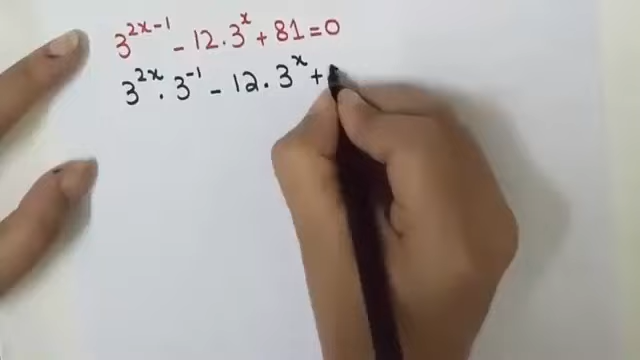 3^{2x-1} - 12.3^x + 81 = 0
3^{2x} . 3^{-1} - 12.3^x +